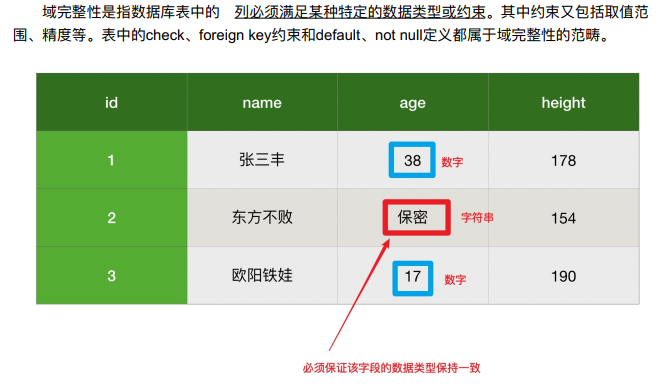 域完整性是指数据库表中的 列必须满足某种特定的数据类型或约束。其中约束又包括取值范
围、精度等。表中的check、foreign key约束和default、not null定义都属于域完整性的范畴。
id name age height
1 张三丰 38 数字 178
2 东方不败 保密 字符串 154
3 欧阳铁娃 17 数字 190
必须保证该字段的数据类型保持一致